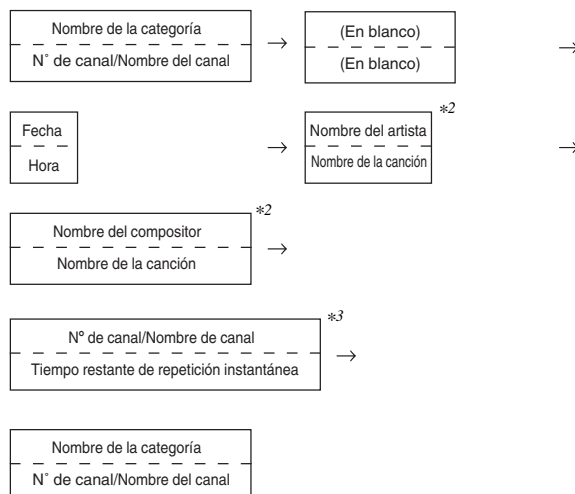 Nombre de la categoría
N˚ de canal/Nombre del canal
→
(En blanco)
(En blanco)
→
Fecha
Hora
→
*2
Nombre del artista
Nombre de la canción
→
*2
Nombre del compositor
Nombre de la canción
→
*3
Nº de canal/Nombre de canal
Tiempo restante de repetición instantánea
→
Nombre de la categoría
N˚ de canal/Nombre del canal